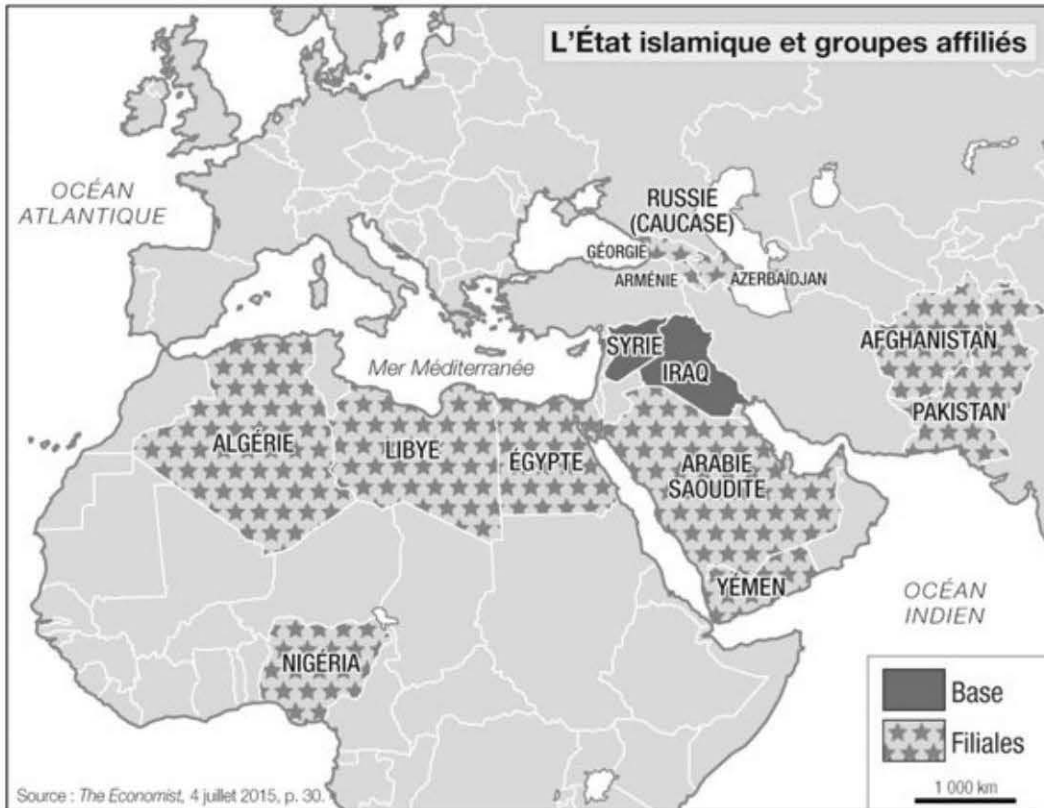 L'État islamique et groupes affiliés
OCÉAN
ATLANTIQUE
RUSSIE
(CAUCASE)
GÉORGIE
ARMÉNIE
AZERBAÏDJAN
Mer Méditerranée
SYRIE
IRAQ
AFGHANISTAN
PAKISTAN
ALGÉRIE
LIBYE
ÉGYPTE
ARABIE
SAOUDITE
YÉMEN
OCÉAN
INDIEN
NIGÉRIA
Base
Filiales
1 000 km
Source : The Economist, 4 juillet 2015, p. 30.